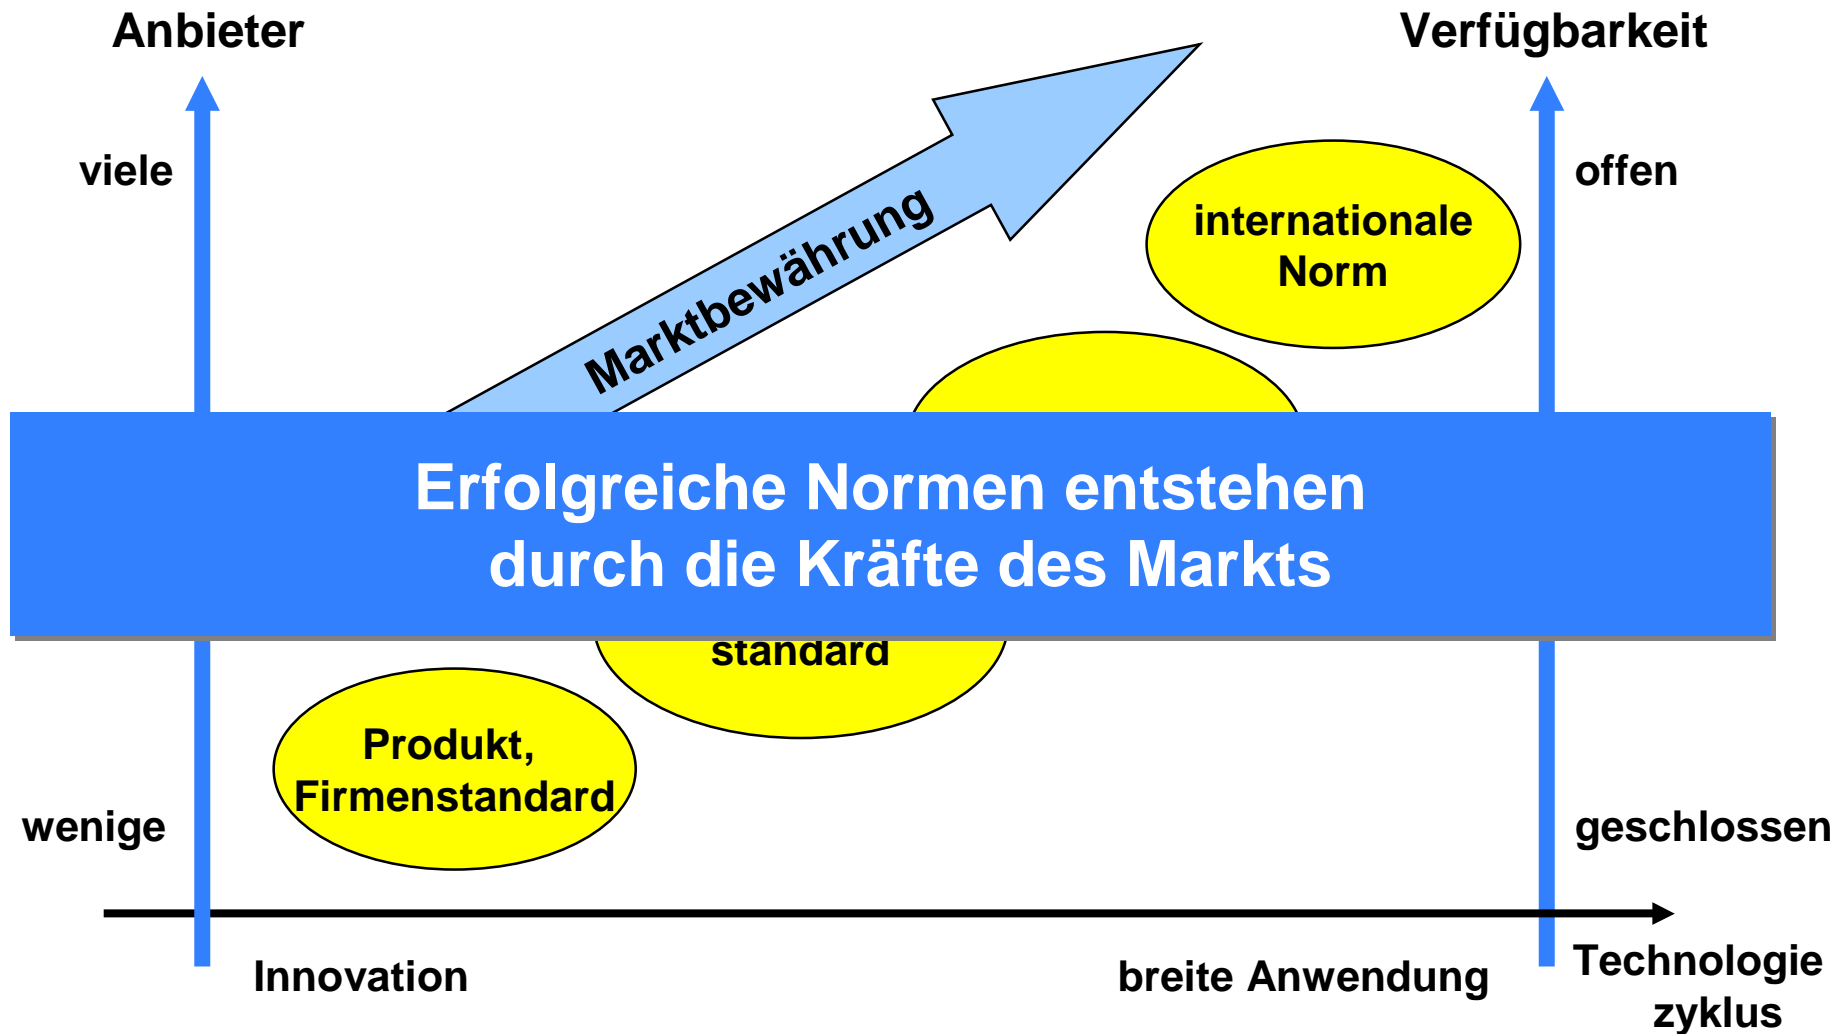 Anbieter
Verfügbarkeit
viele
offen
internationale
Norm
Marktbewährung
Erfolgreiche Normen entstehen
durch die Kräfte des Markts
standard
Produkt,
Firmenstandard
wenige
geschlossen
Innovation
breite Anwendung
Technologie
zyklus